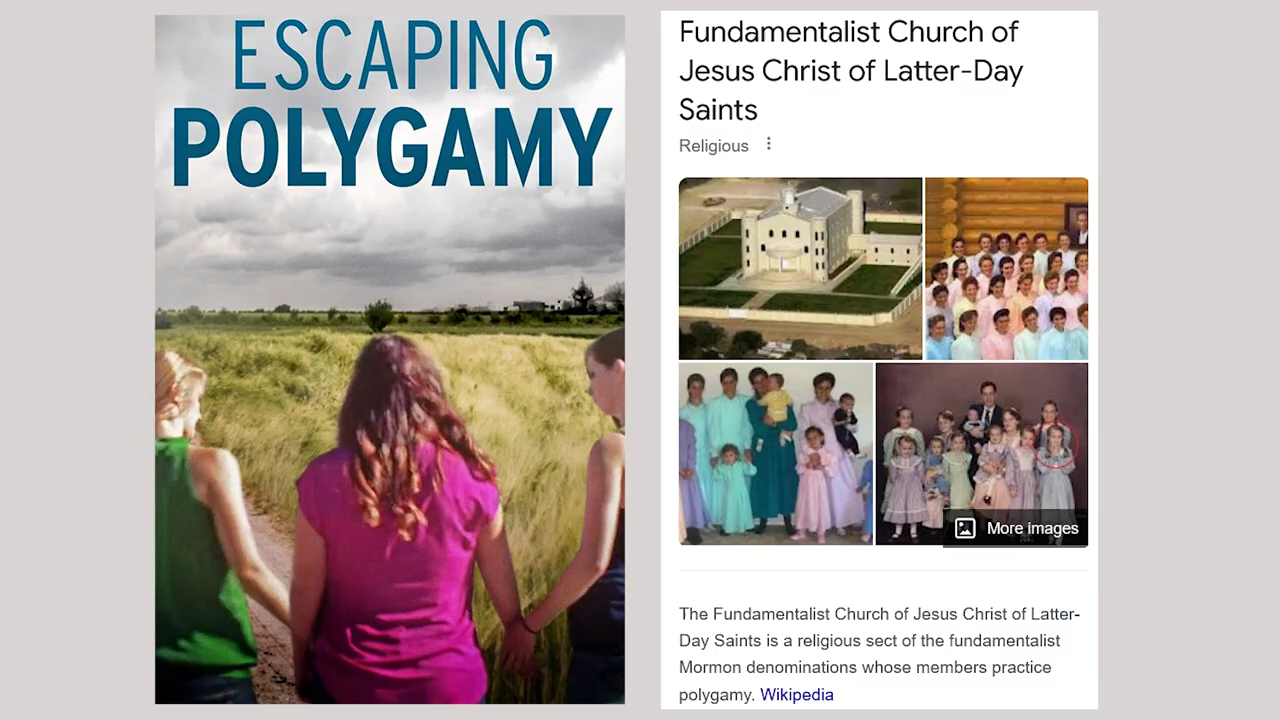 ESCAPING
POLYGAMY
Fundamentalist Church of
Jesus Christ of Latter-Day
Saints
Religious
More images
The Fundamentalist Church of Jesus Christ of Latter-
Day Saints is a religious sect of the fundamentalist
Mormon denominations whose members practice
polygamy. Wikipedia